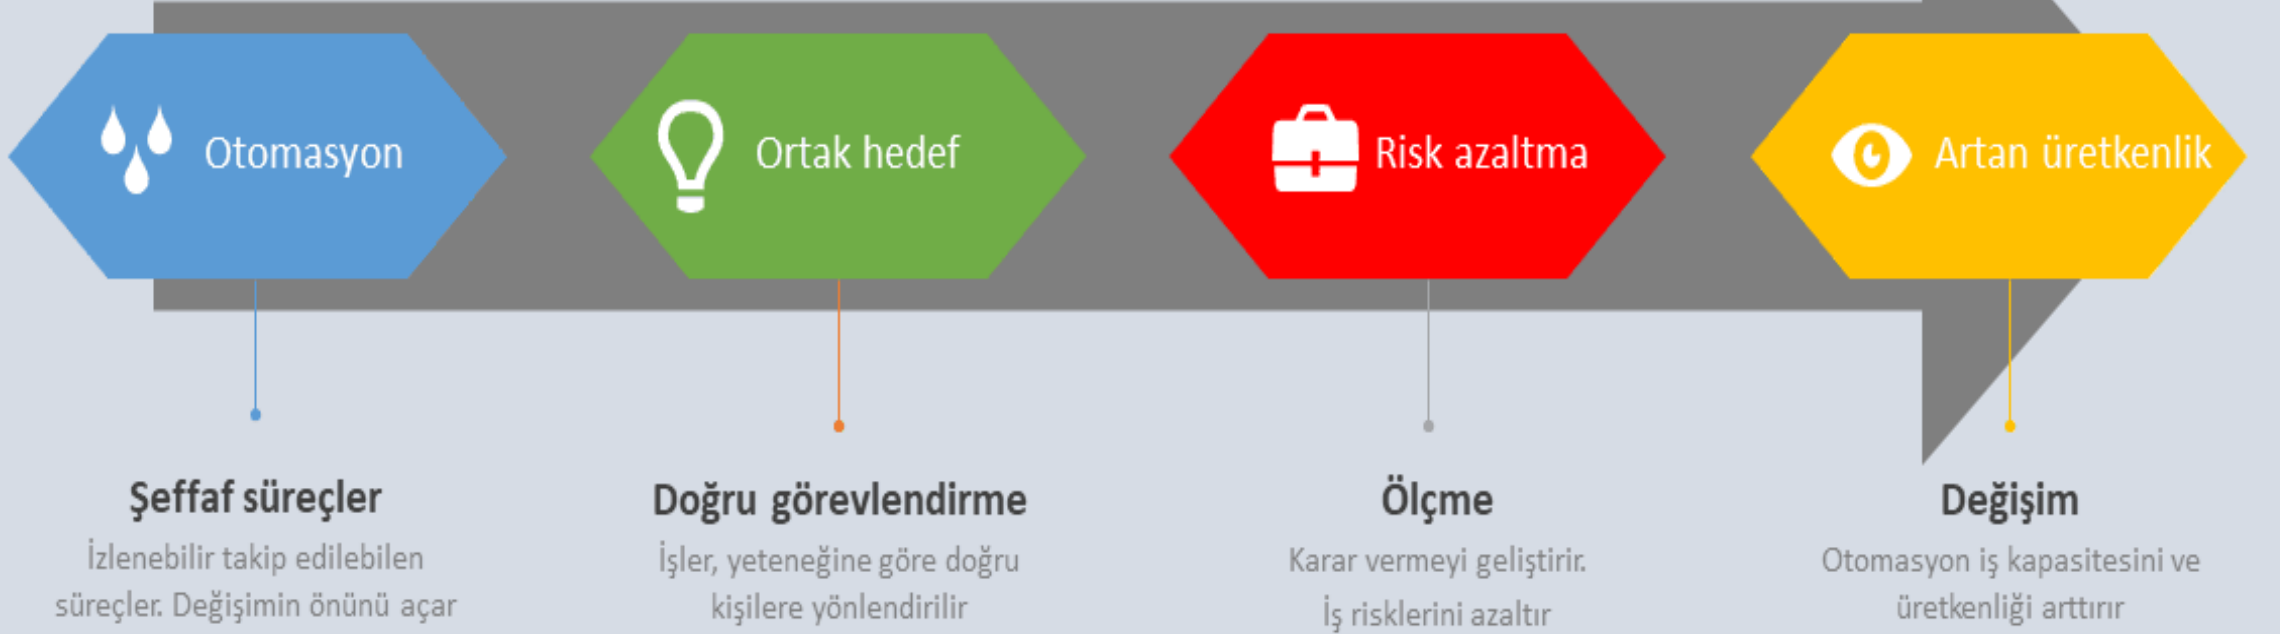 Otomasyon
Ortak hedef
Risk azaltma
Artan üretkenlik
Şeffaf süreçler
İzlenebilir takip edilebilen
süreçler. Değişimin önünü açar
Doğru görevlendirme
İşler, yeteneğine göre doğru
kişilere yönlendirilir
Ölçme
Karar vermeyi geliştirir.
İş risklerini azaltır
Değişim
Otomasyon iş kapasitesini ve
üretkenliği arttırır